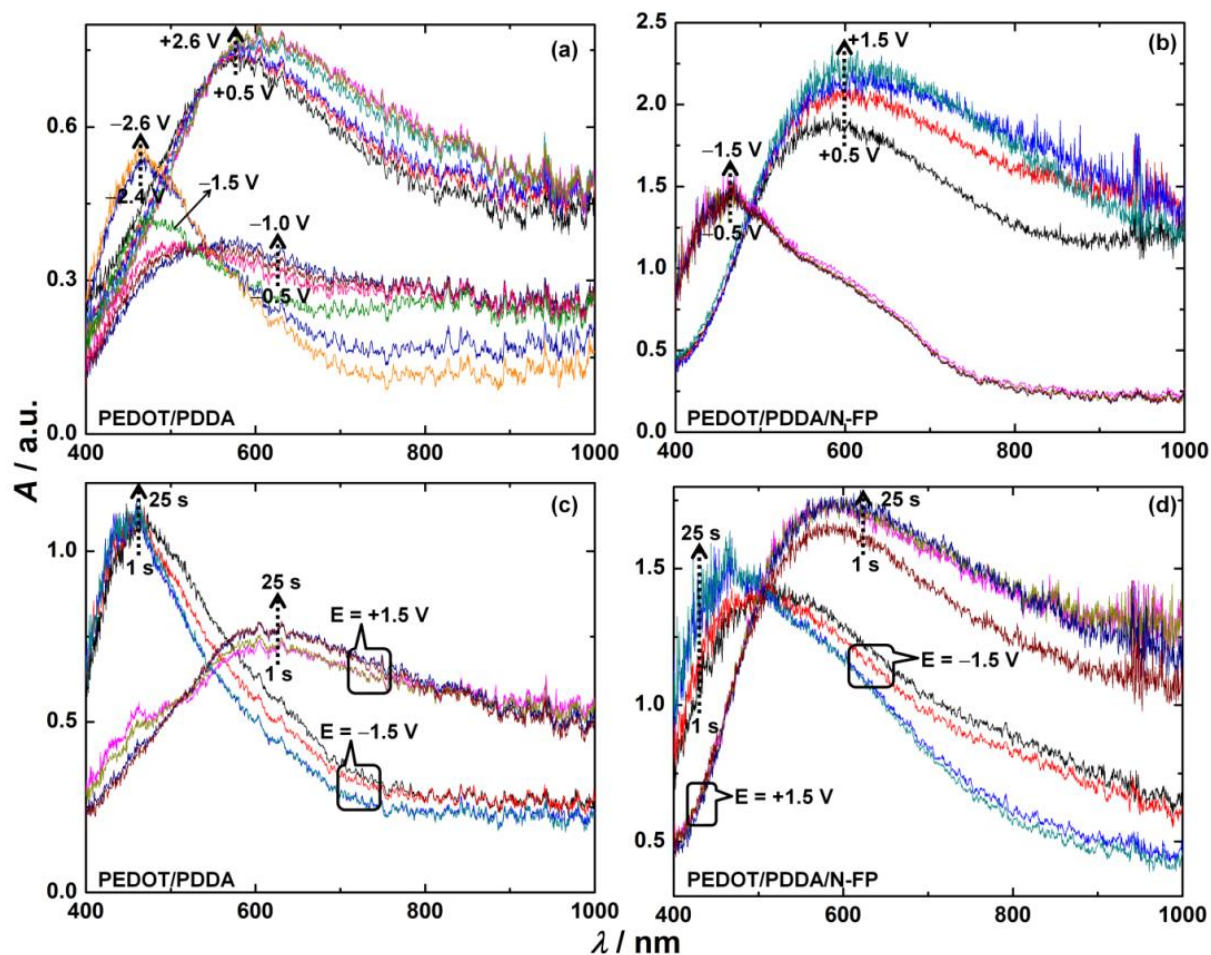 (a)
+2.6 V
+0.5 V
−2.6 V
−2.4 V
−1.5 V
−1.0 V
−0.5 V
PEDOT/PDDA
0.0
0.3
0.6
400
600
800
1000
(b)
+1.5 V
+0.5 V
−1.5 V
−0.5 V
PEDOT/PDDA/N-FP
2.5
2.0
1.5
1.0
0.5
0.0
400
600
800
1000
A / a.u.
(c)
25 s
1 s
25 s
1 s
E = +1.5 V
E = −1.5 V
PEDOT/PDDA
1.0
0.5
0.0
400
600
800
1000
(d)
25 s
1 s
25 s
1 s
E = −1.5 V
E = +1.5 V
PEDOT/PDDA/N-FP
1.5
1.0
0.5
400
600
800
1000
λ / nm